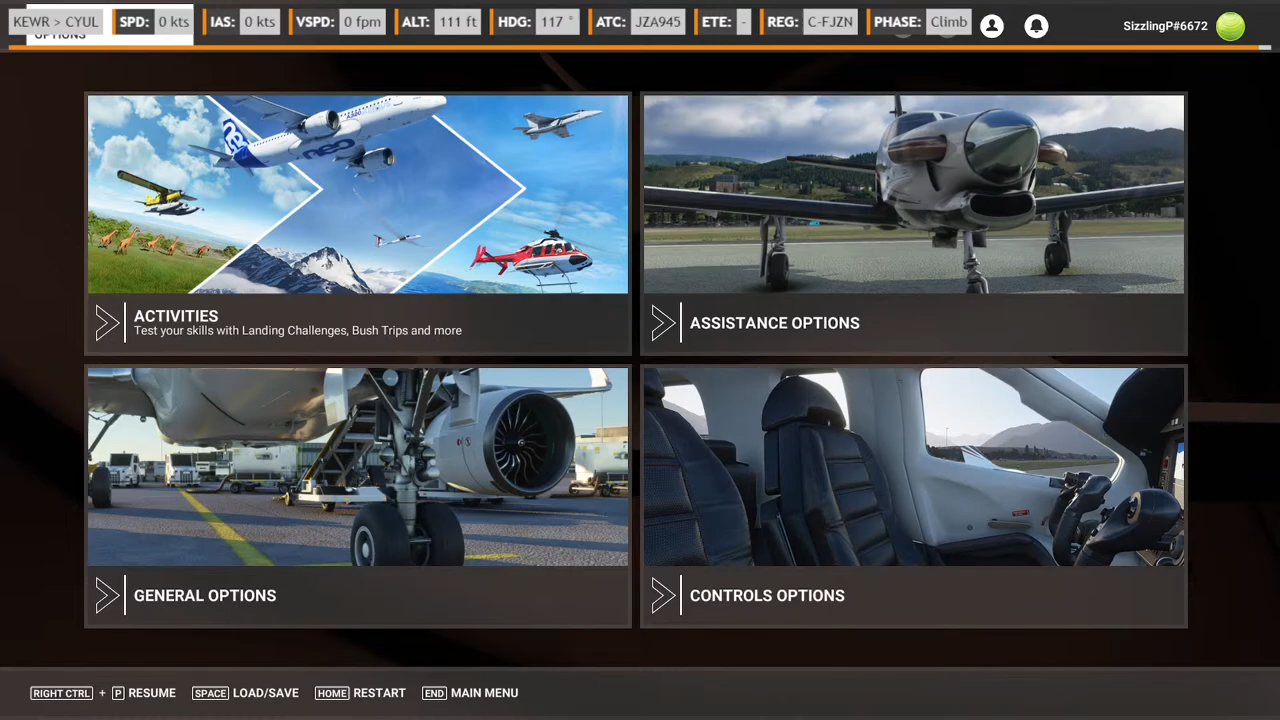 KEWR > CYUL SPD: 0 kts IAS: 0 kts VSPD: 0 fpm ALT: 111 ft HDG: 117 ° ATC: JZA945 ETE: - REG: C-FJZN PHASE: Climb
SizzlingP#6672
OPTIONS
neo
ACTIVITIES
Test your skills with Landing Challenges, Bush Trips and more
ASSISTANCE OPTIONS
GENERAL OPTIONS
CONTROLS OPTIONS
RIGHT CTRL + P RESUME SPACE LOAD/SAVE HOME RESTART END MAIN MENU